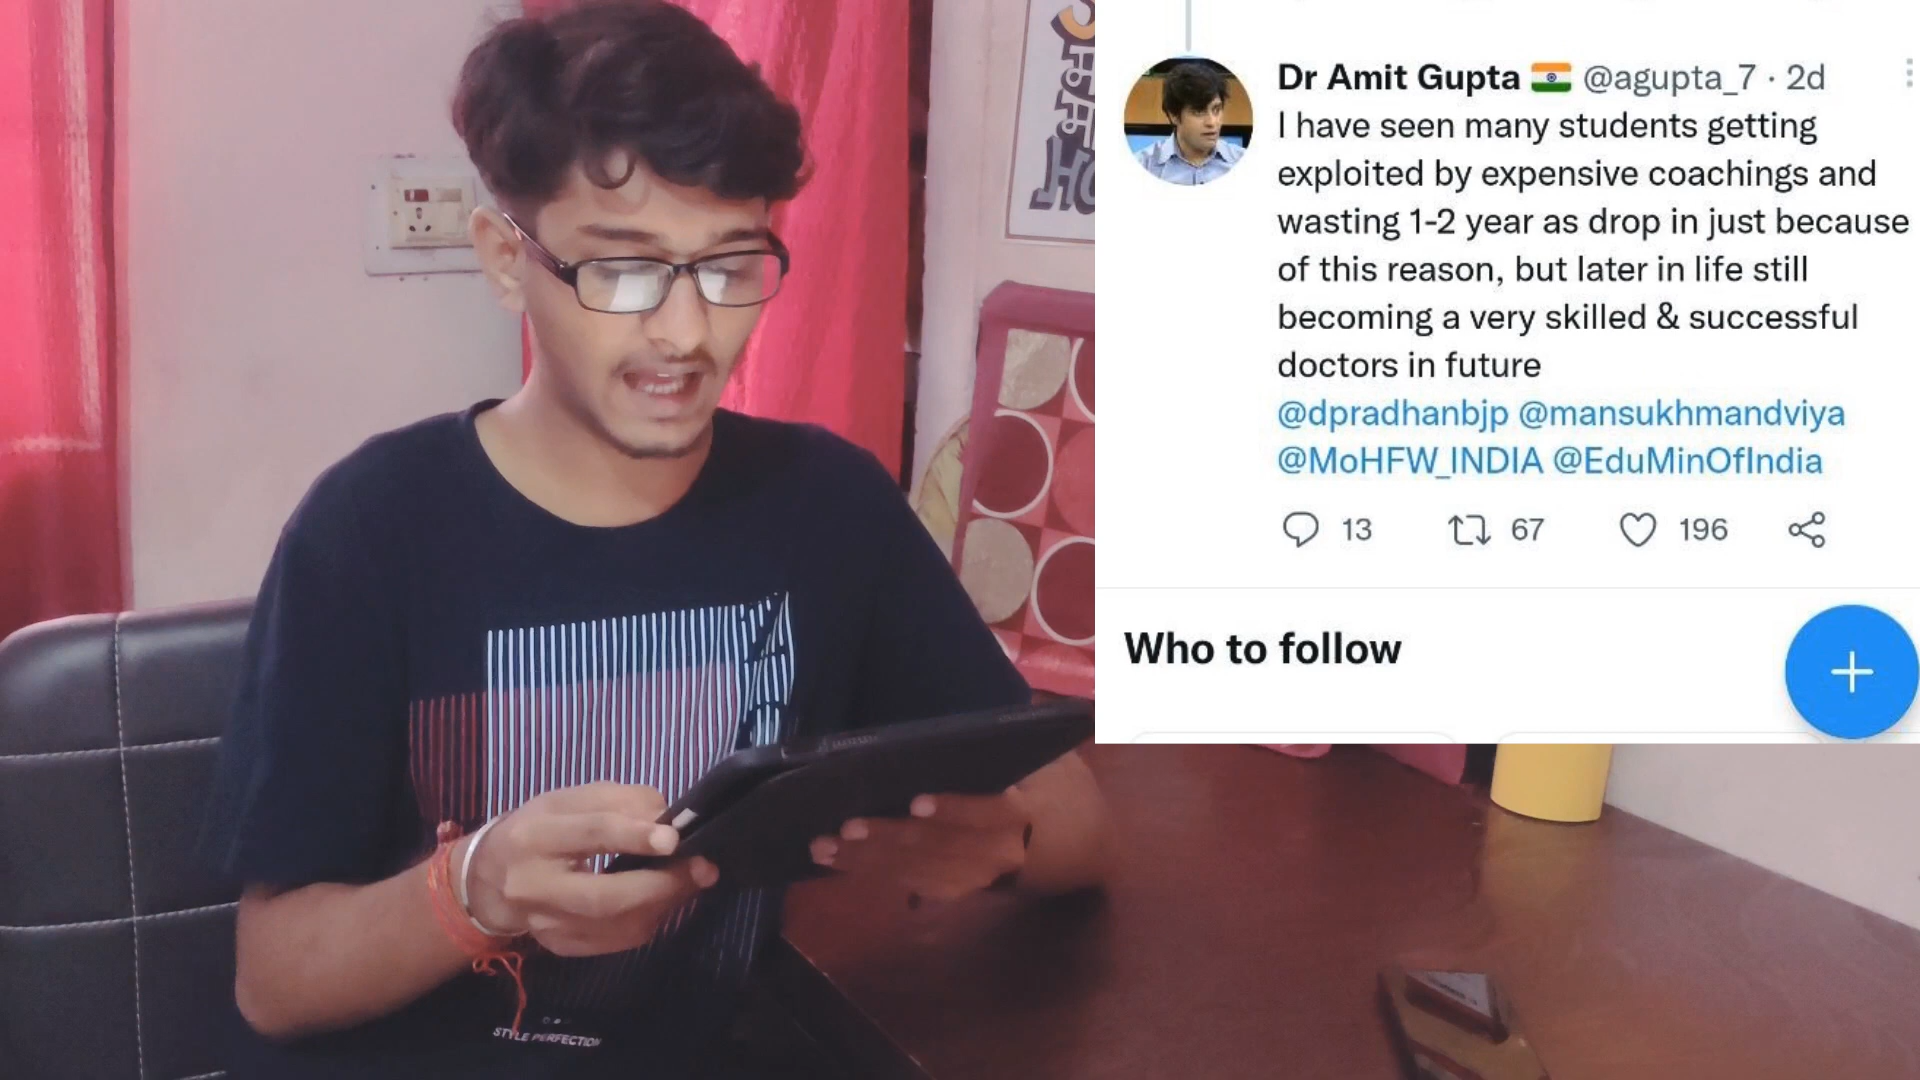 Dr Amit Gupta 🇮🇳 @agupta_7 · 2d
I have seen many students getting
exploited by expensive coachings and
wasting 1-2 year as drop in just because
of this reason, but later in life still
becoming a very skilled & successful
doctors in future
@dpradhanbjp @mansukhmandviya
@MoHFW_INDIA @EduMinOfIndia
13 67 196
Who to follow
STYLE PERFECTION